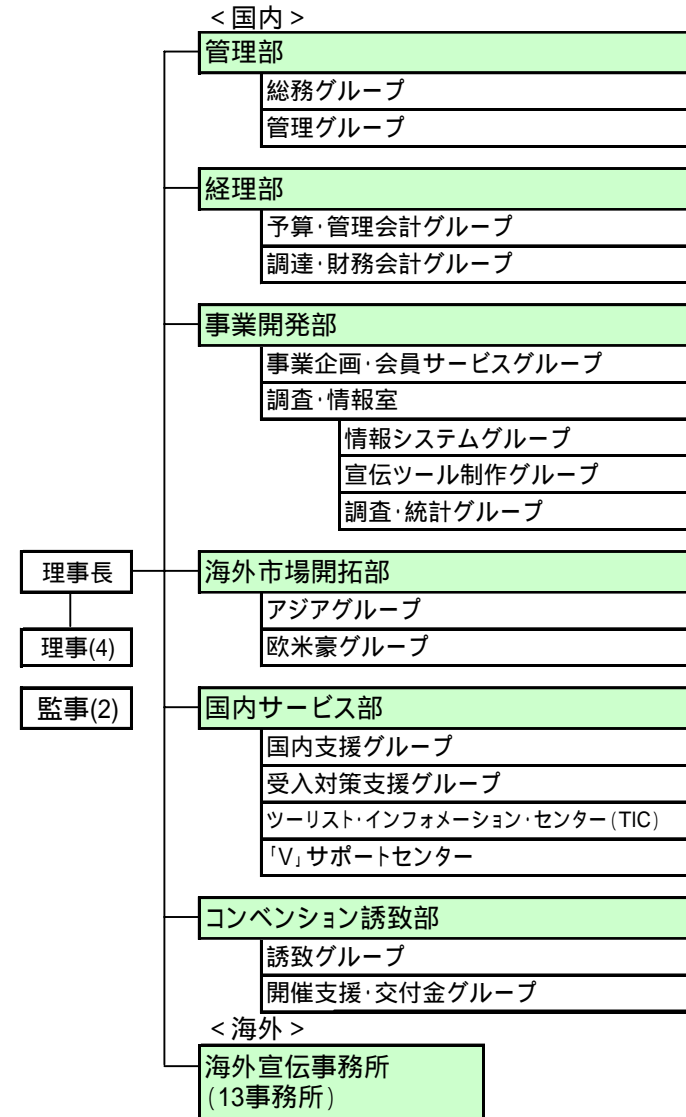 <国内>
管理部
総務グループ
管理グループ
経理部
予算·管理会計グループ
調達·財務会計グループ
事業開発部
事業企画·会員サービスグループ
調査·情報室
情報システムグループ
宣伝ツール制作グループ
調査·統計グループ
理事長
海外市場開拓部
アジアグループ
理事(4)
欧米豪グループ
監事(2)
国内サービス部
国内支援グループ
受入対策支援グループ
ツーリスト·インフォメーション·センター(TIC)
「V」サポートセンター
コンベンション誘致部
誘致グループ
開催支援·交付金グループ
<海外>
海外宣伝事務所
(13事務所)